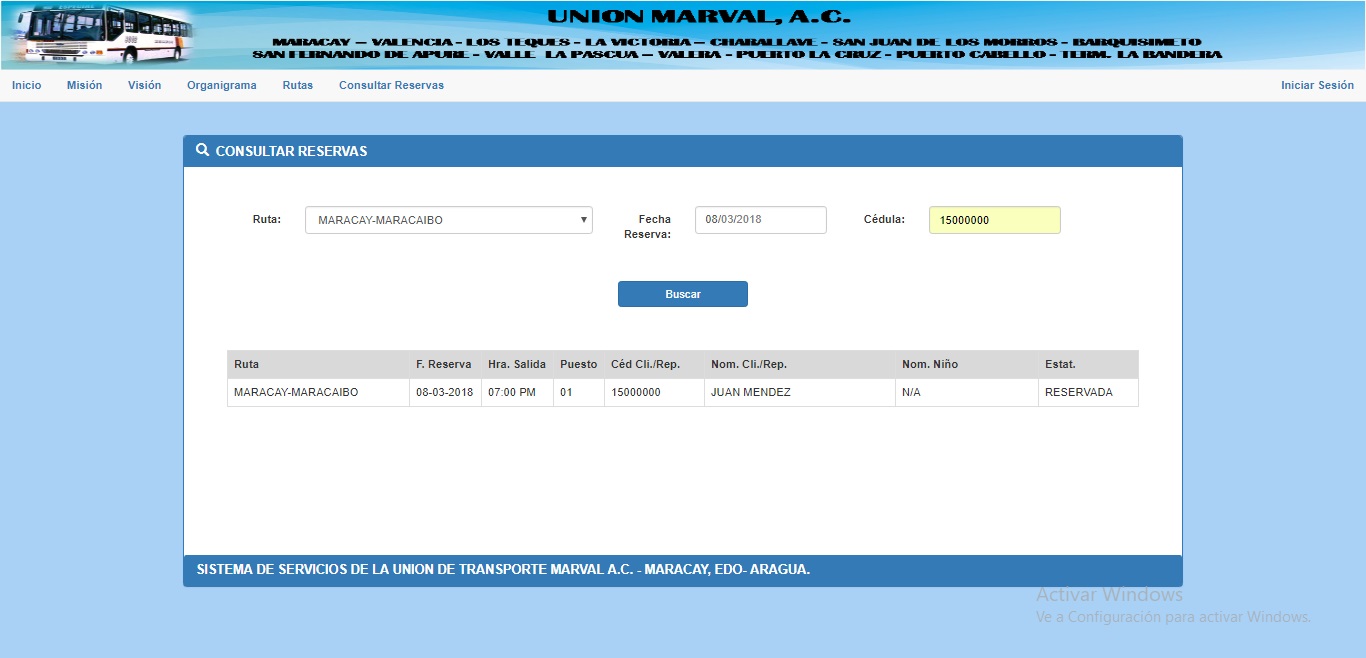 UNION MARVAL, A.C.
MARACAY – VALENCIA - LOS TEQUES - LA VICTORIA – CHARALLAVE - SAN JUAN DE LOS MORROS - BARQUISIMETO
SAN FERNANDO DE APURE - VALLE LA PASCUA – VALERA - PUERTO LA CRUZ - PUERTO CABELLO - TERM. LA BANDERA
Inicio Misión Visión Organigrama Rutas Consultar Reservas Iniciar Sesión
CONSULTAR RESERVAS
Ruta: MARACAY-MARACAIBO Fecha Reserva: 08/03/2018 Cédula: 15000000
Buscar
Ruta F. Reserva Hra. Salida Puesto Céd Cli./Rep. Nom. Cli./Rep. Nom. Niño Estat.
MARACAY-MARACAIBO 08-03-2018 07:00 PM 01 15000000 JUAN MENDEZ N/A RESERVADA
SISTEMA DE SERVICIOS DE LA UNION DE TRANSPORTE MARVAL A.C. - MARACAY, EDO- ARAGUA.
Activar Windows
Ve a Configuración para activar Windows.